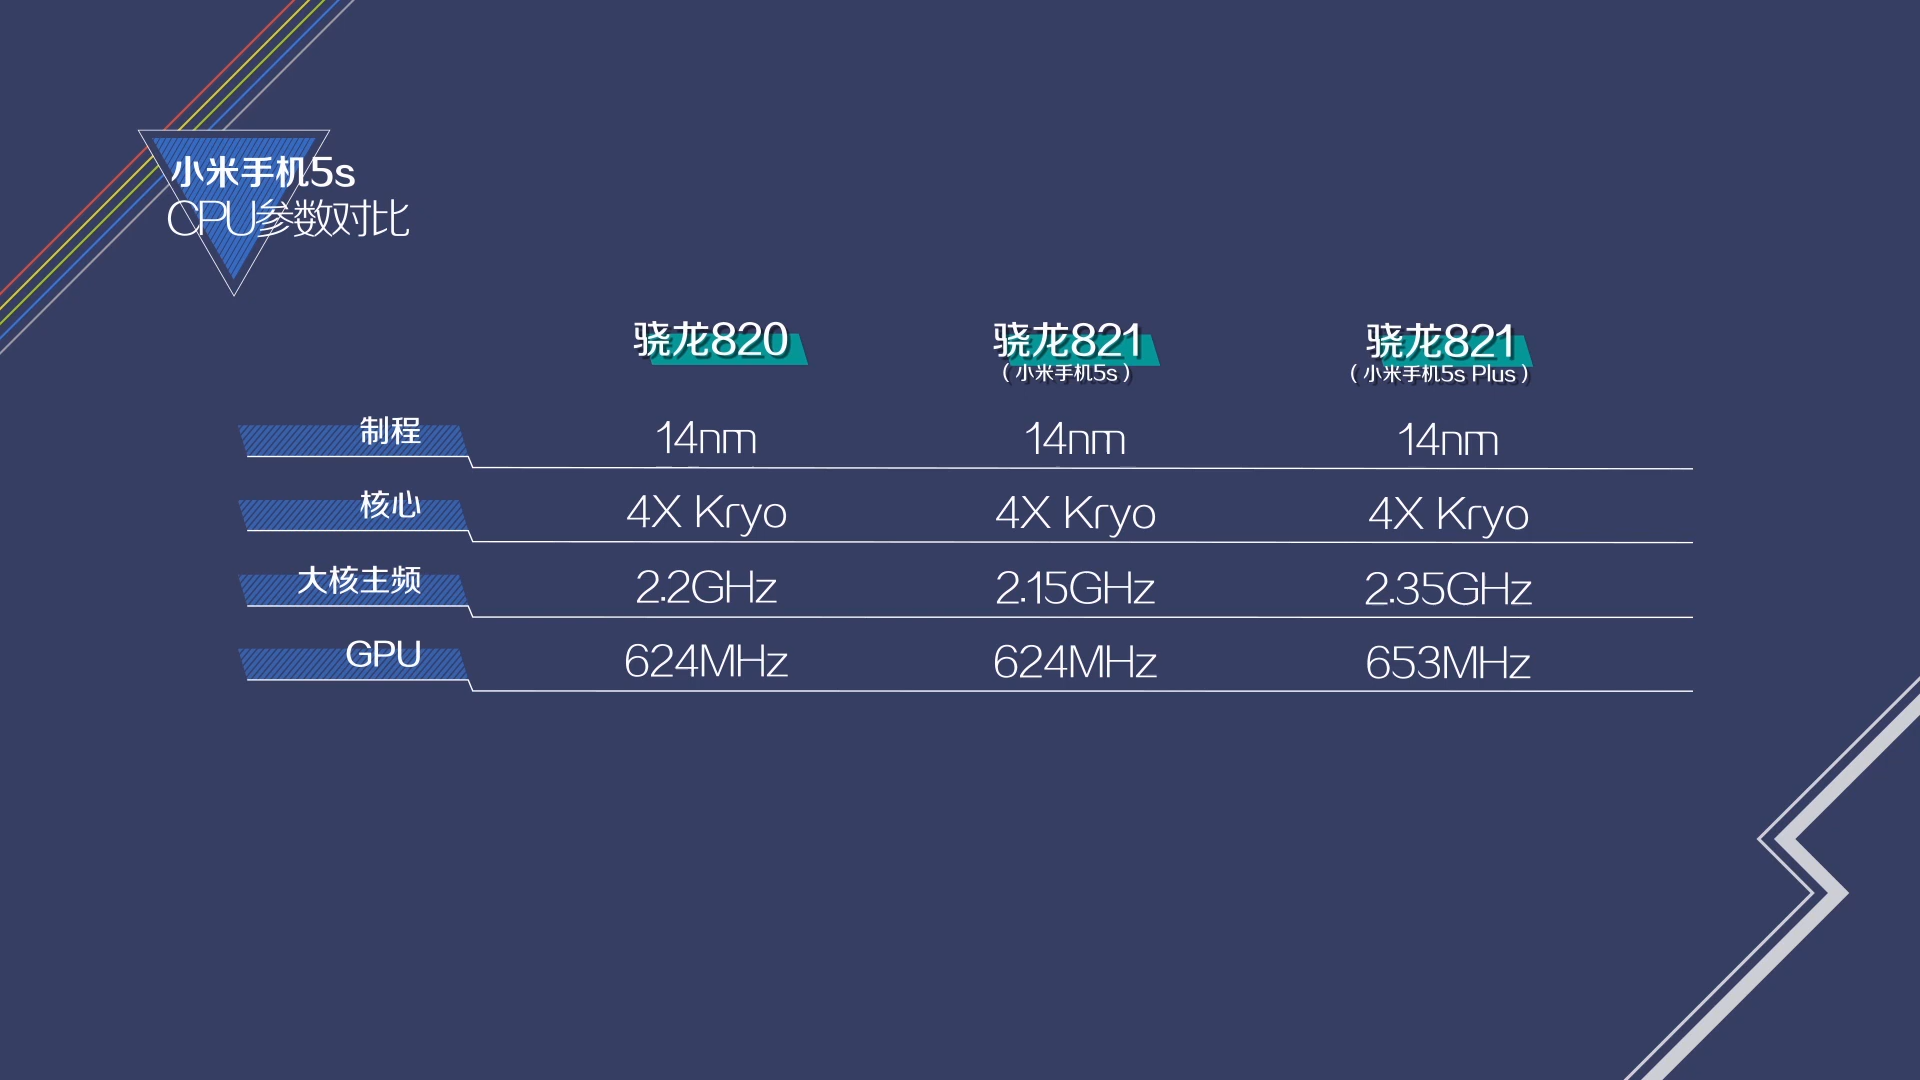 小米手机5s
CPU参数对比
骁龙820 骁龙821 骁龙821
（小米手机5s） （小米手机5s Plus）
制程 14nm 14nm 14nm
核心 4X Kryo 4X Kryo 4X Kryo
大核主频 2.2GHz 2.15GHz 2.35GHz
GPU 624MHz 624MHz 653MHz